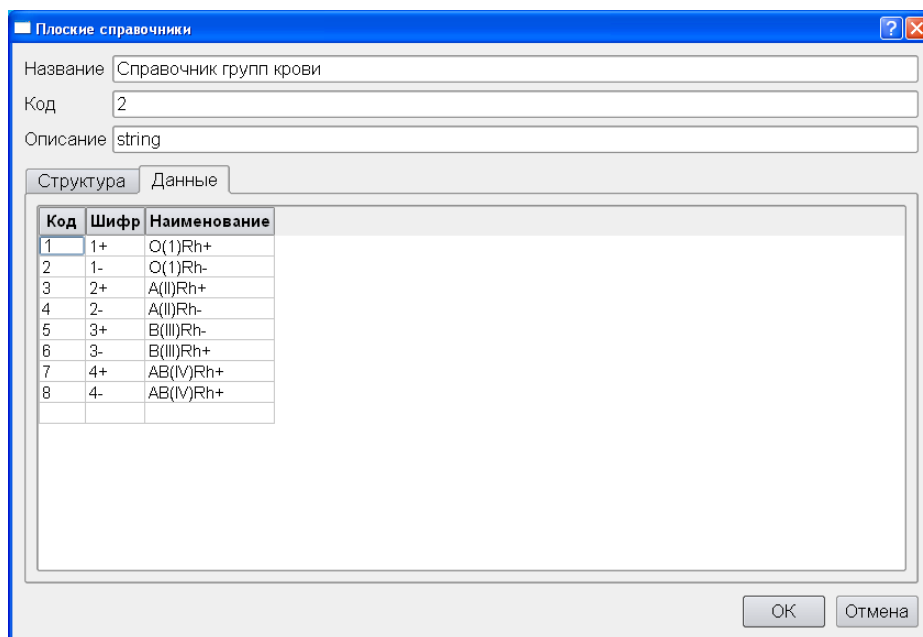 Плоские справочники
Название Справочник групп крови
Код 2
Описание string
Структура Данные
Код Шифр Наименование
1 1+ O(1)Rh+
2 1- O(1)Rh-
3 2+ A(II)Rh+
4 2- A(II)Rh-
5 3+ B(III)Rh-
6 3- B(III)Rh+
7 4+ AB(IV)Rh+
8 4- AB(IV)Rh+
OK Отмена